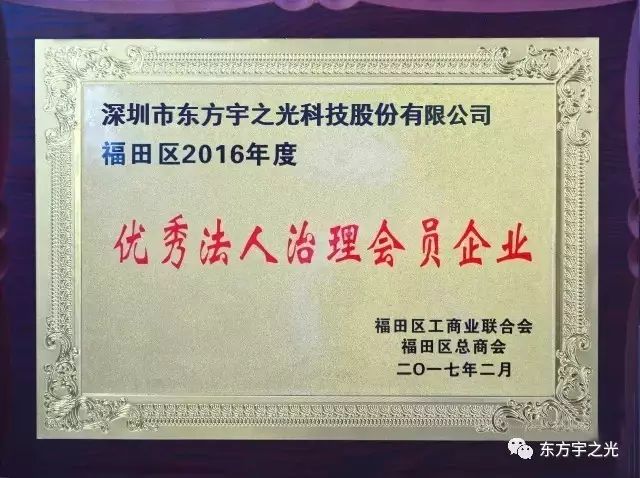 深圳市东方宇之光科技股份有限公司
福田区2016年度
优秀法人治理会员企业
福田区工商业联合会
福田区总商会
二〇一七年二月
东方宇之光